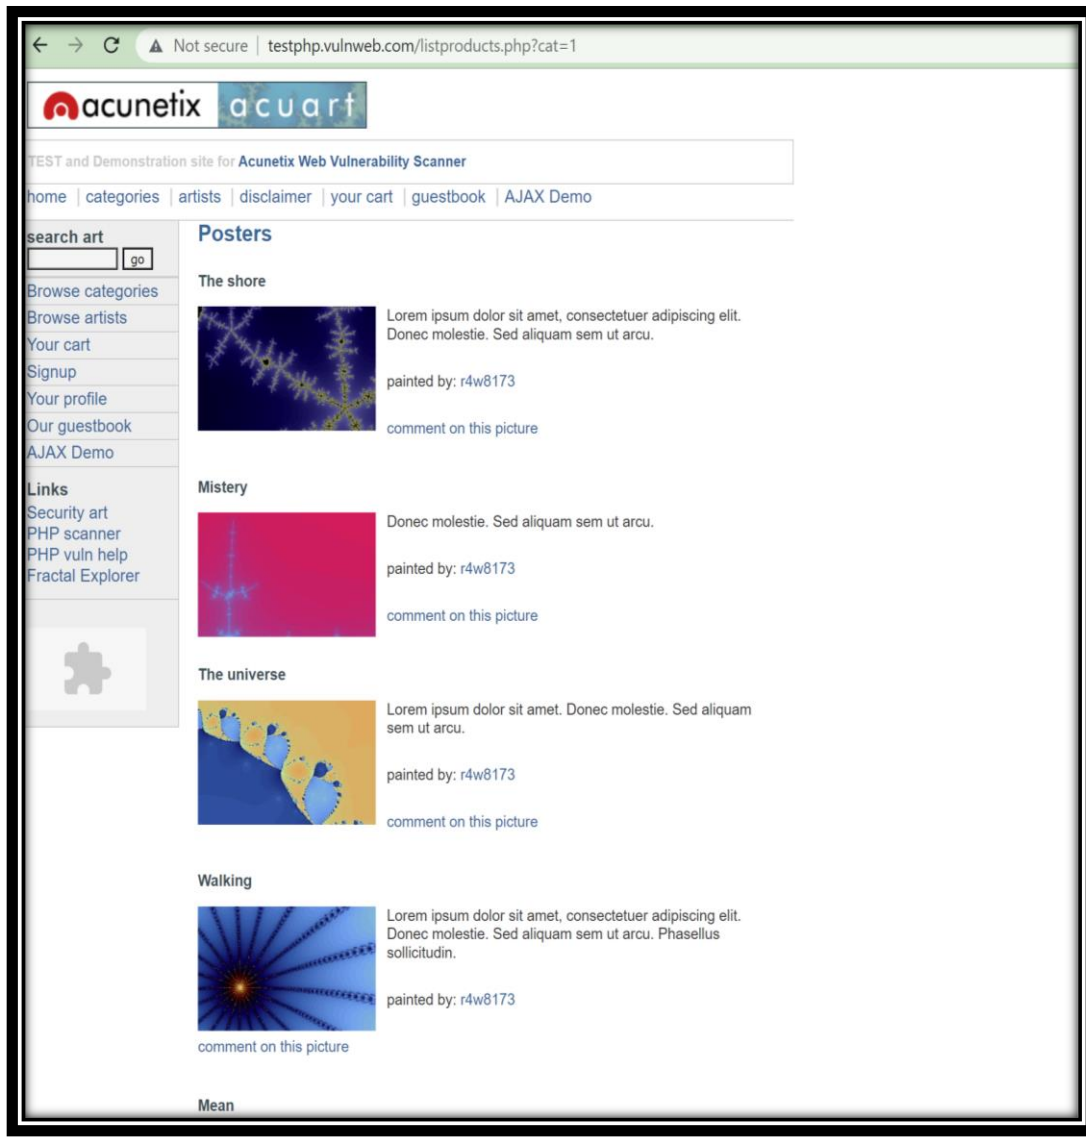 Not secure | testphp.vulnweb.com/listproducts.php?cat=1
acunetix acuart
TEST and Demonstration site for Acunetix Web Vulnerability Scanner
home | categories | artists | disclaimer | your cart | guestbook | AJAX Demo
search art
go
Browse categories
Browse artists
Your cart
Signup
Your profile
Our guestbook
AJAX Demo
Links
Security art
PHP scanner
PHP vuln help
Fractal Explorer
Posters
The shore
Lorem ipsum dolor sit amet, consectetuer adipiscing elit.
Donec molestie. Sed aliquam sem ut arcu.
painted by: r4w8173
comment on this picture
Mistery
Donec molestie. Sed aliquam sem ut arcu.
painted by: r4w8173
comment on this picture
The universe
Lorem ipsum dolor sit amet. Donec molestie. Sed aliquam
sem ut arcu.
painted by: r4w8173
comment on this picture
Walking
Lorem ipsum dolor sit amet, consectetuer adipiscing elit.
Donec molestie. Sed aliquam sem ut arcu. Phasellus
sollicitudin.
painted by: r4w8173
comment on this picture
Mean